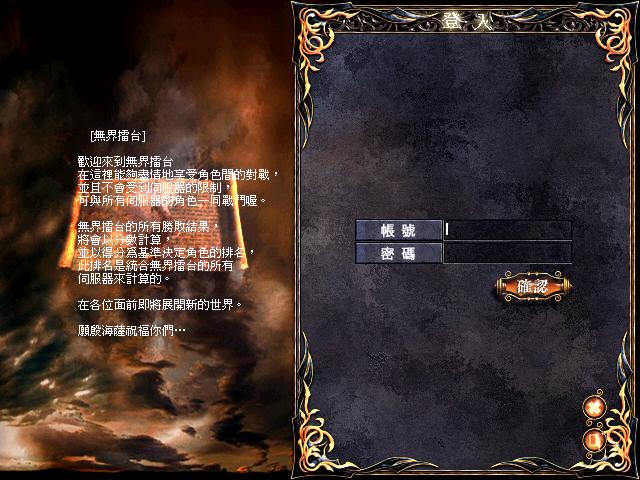 登入
[無界擂台]
歡迎來到無界擂台
在這裡能夠盡情地享受角色間的對戰，
並且不會受到伺服器的限制，
可與所有伺服器的角色一同戰鬥喔。
無界擂台的所有勝敗結果，
將會以分數計算，
並以得分為基準決定角色的排名，
此排名是統合無界擂台的所有
伺服器來計算的。
在各位面前即將展開新的世界。
願殷海薩祝福你們…
帳號
密碼
確認